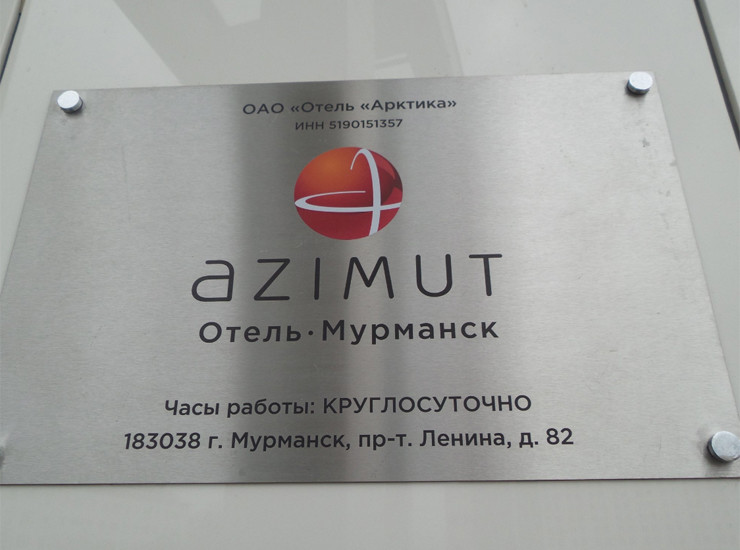 ОАО «Отель «Арктика»
ИНН 5190151357
azimut
Отель·Мурманск
Часы работы: КРУГЛОСУТОЧНО
183038 г. Мурманск, пр-т. Ленина, д. 82